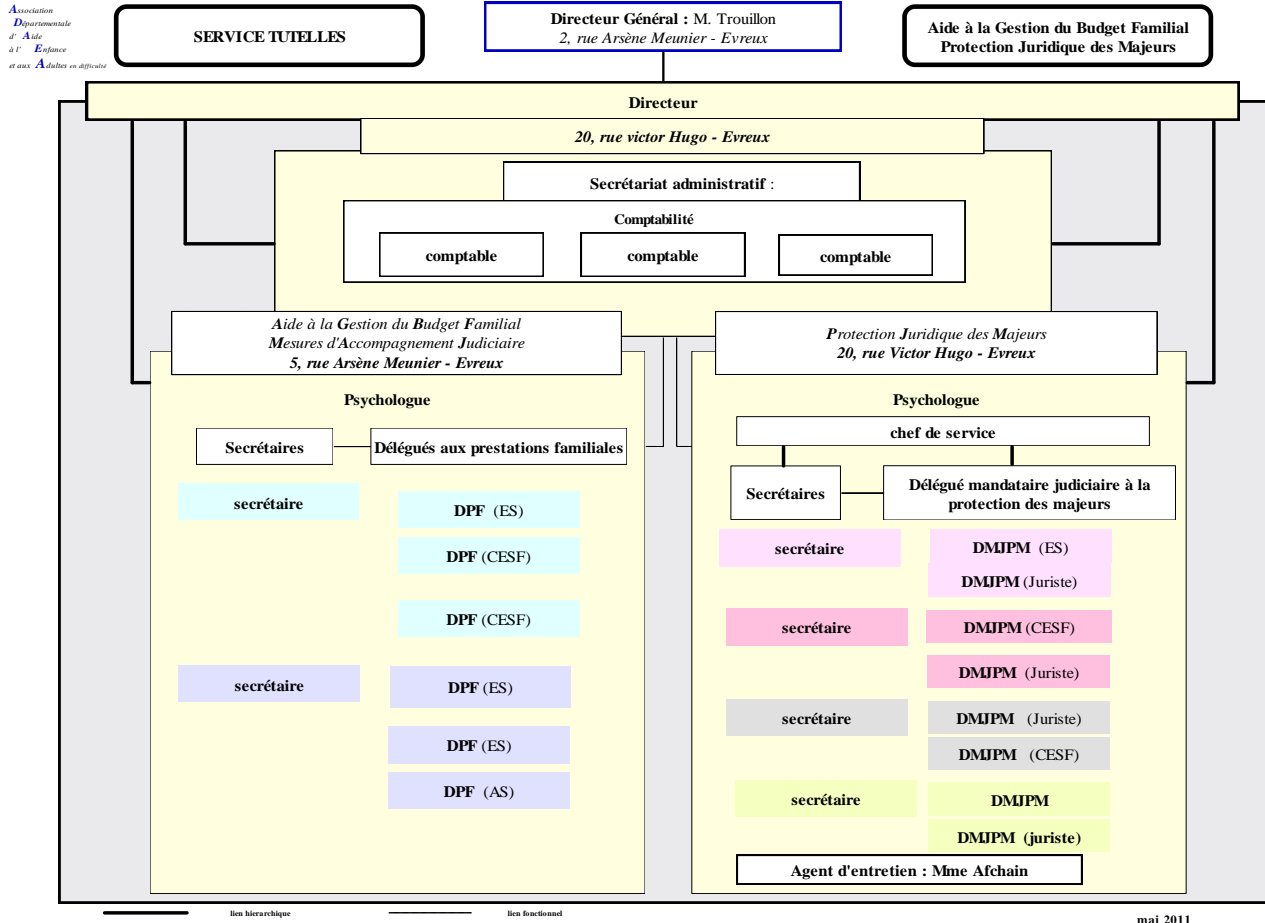 Association
Départementale
d' Aide
à l' Enfance
et aux Adultes en difficulté
SERVICE TUTELLES
Directeur Général : M. Trouillon
2, rue Arsène Meunier - Evreux
Aide à la Gestion du Budget Familial
Protection Juridique des Majeurs
Directeur
20, rue victor Hugo - Evreux
Secrétariat administratif :
Comptabilité
comptable
comptable
comptable
Aide à la Gestion du Budget Familial
Mesures d'Accompagnement Judiciaire
5, rue Arsène Meunier - Evreux
Psychologue
Secrétaires
Délégués aux prestations familiales
secrétaire
DPF (ES)
DPF (CESF)
DPF (CESF)
secrétaire
DPF (ES)
DPF (ES)
DPF (AS)
Protection Juridique des Majeurs
20, rue Victor Hugo - Evreux
Psychologue
chef de service
Secrétaires
Délégué mandataire judiciaire à la
protection des majeurs
secrétaire
DMJPM (ES)
DMJPM (Juriste)
secrétaire
DMJPM (CESF)
DMJPM (Juriste)
secrétaire
DMJPM (Juriste)
DMJPM (CESF)
secrétaire
DMJPM
DMJPM (juriste)
Agent d'entretien : Mme Afchain
lien hierarchique
lien fonctionnel
mai 2011